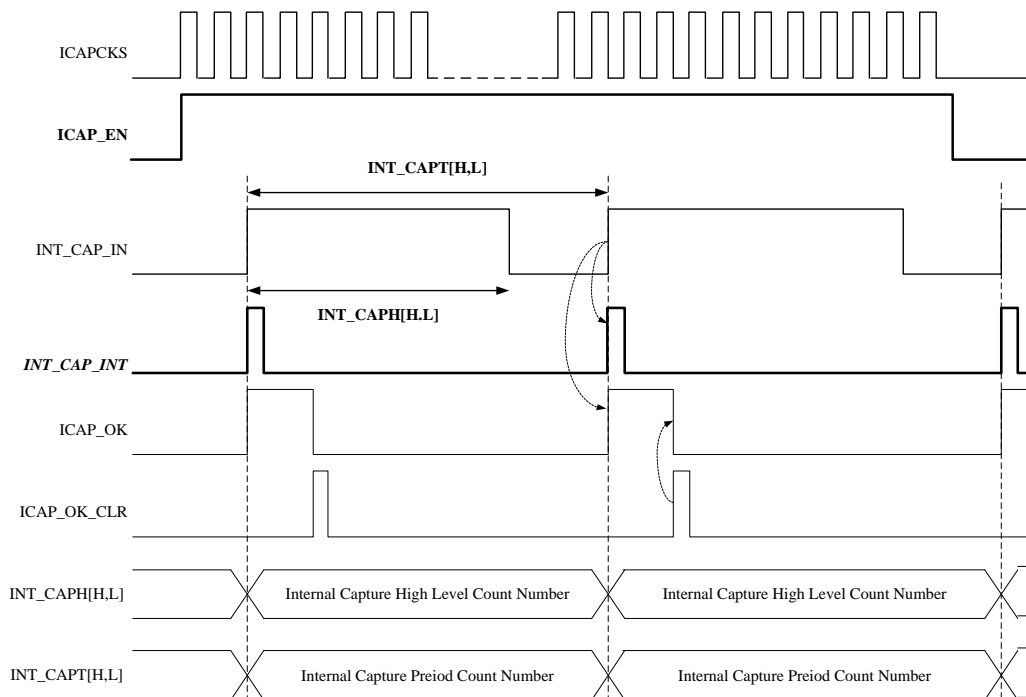 ICAPCKS
ICAP_EN
INT_CAPT[H,L]
INT_CAP_IN
INT_CAPH[H.L]
INT_CAP_INT
ICAP_OK
ICAP_OK_CLR
INT_CAPH[H,L] Internal Capture High Level Count Number Internal Capture High Level Count Number
INT_CAPT[H,L] Internal Capture Preiod Count Number Internal Capture Preiod Count Number